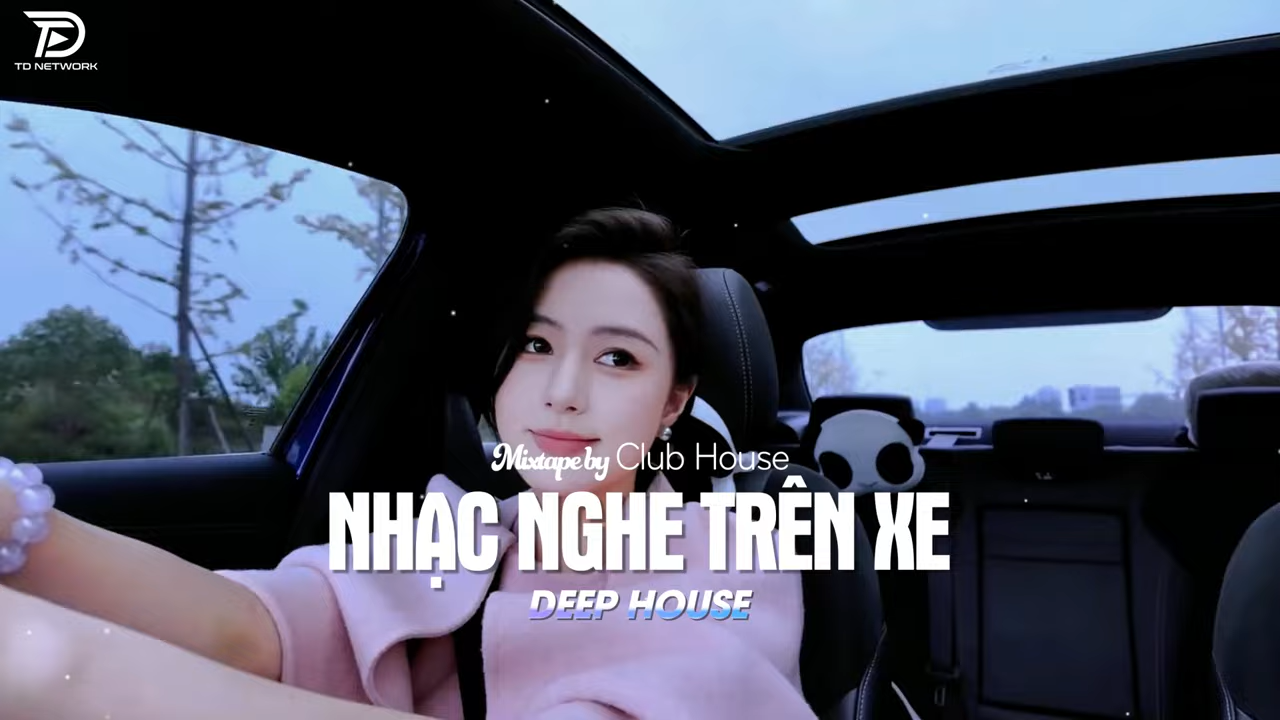 TD NETWORK
Mixtape by Club House
NHẠC NGHE TRÊN XE
DEEP HOUSE